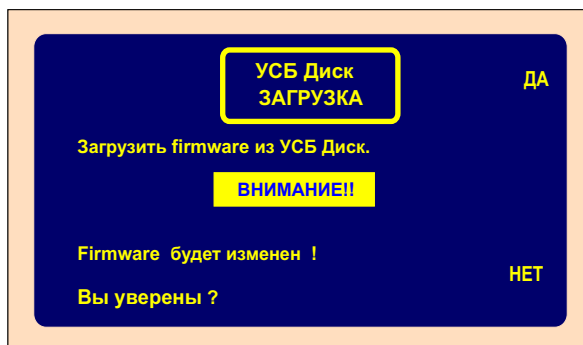 УСБ Диск
ЗАГРУЗКА
ДА
Загрузить firmware из УСБ Диск.
ВНИМАНИЕ!!
Firmware будет изменен !
НЕТ
Вы уверены ?